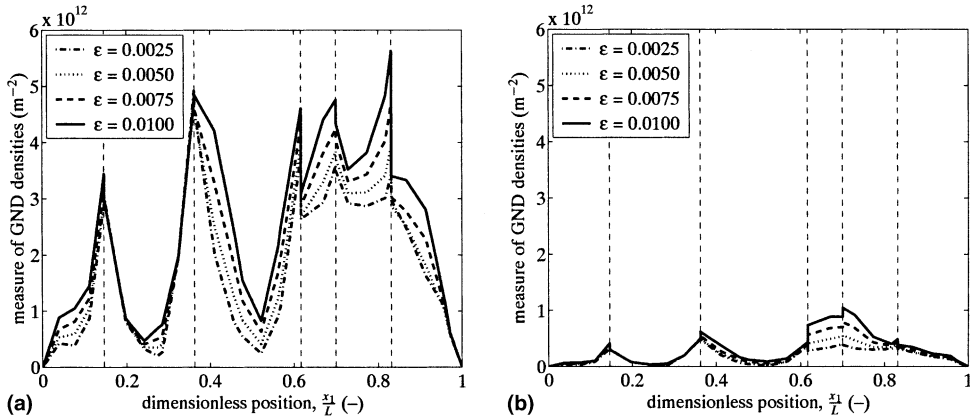 x 10^12
6
5
4
3
2
1
0
measure of GND densities (m^−2)
ε = 0.0025
ε = 0.0050
ε = 0.0075
ε = 0.0100
0 0.2 0.4 0.6 0.8 1
dimensionless position, x_1/L (−)
(a)
x 10^12
6
5
4
3
2
1
0
measure of GND densities (m^−2)
ε = 0.0025
ε = 0.0050
ε = 0.0075
ε = 0.0100
0 0.2 0.4 0.6 0.8 1
dimensionless position, x_1/L (−)
(b)